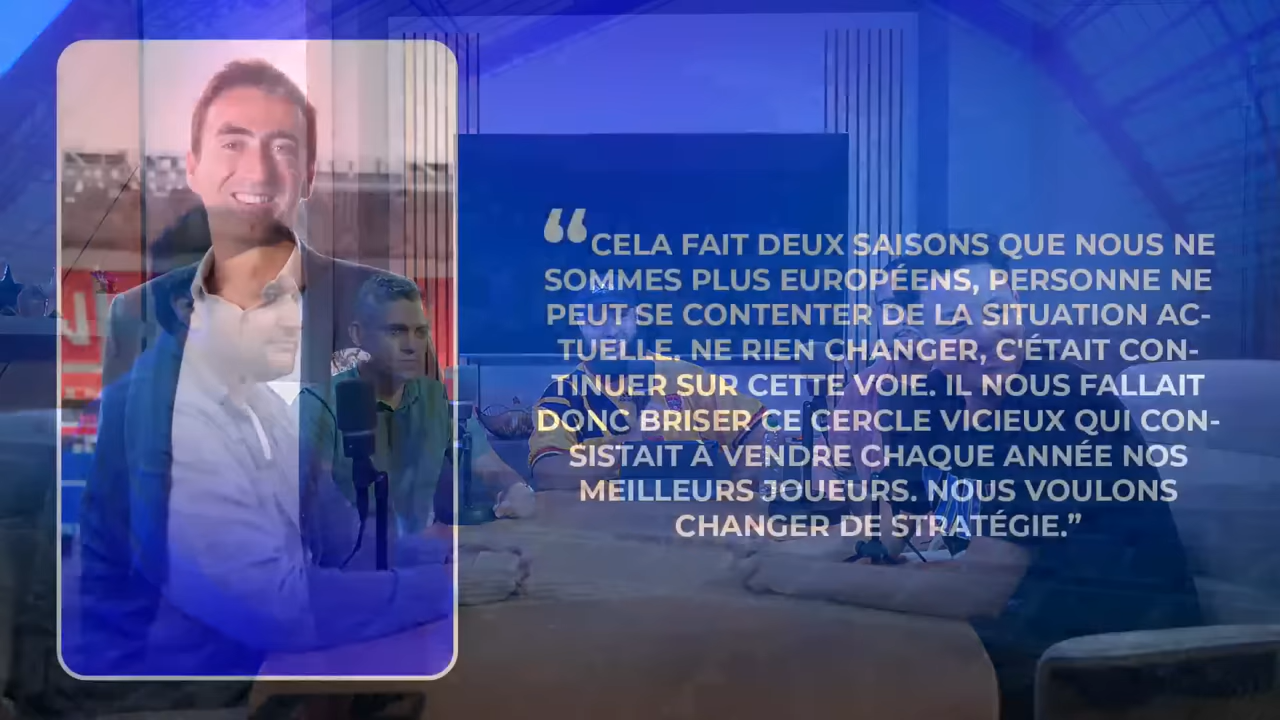 “CELA FAIT DEUX SAISONS QUE NOUS NE
SOMMES PLUS EUROPÉENS, PERSONNE NE
PEUT SE CONTENTER DE LA SITUATION AC-
TUELLE. NE RIEN CHANGER, C'ÉTAIT CON-
TINUER SUR CETTE VOIE. IL NOUS FALLAIT
DONC BRISER CE CERCLE VICIEUX QUI CON-
SISTAIT À VENDRE CHAQUE ANNÉE NOS
MEILLEURS JOUEURS. NOUS VOULONS
CHANGER DE STRATÉGIE.”